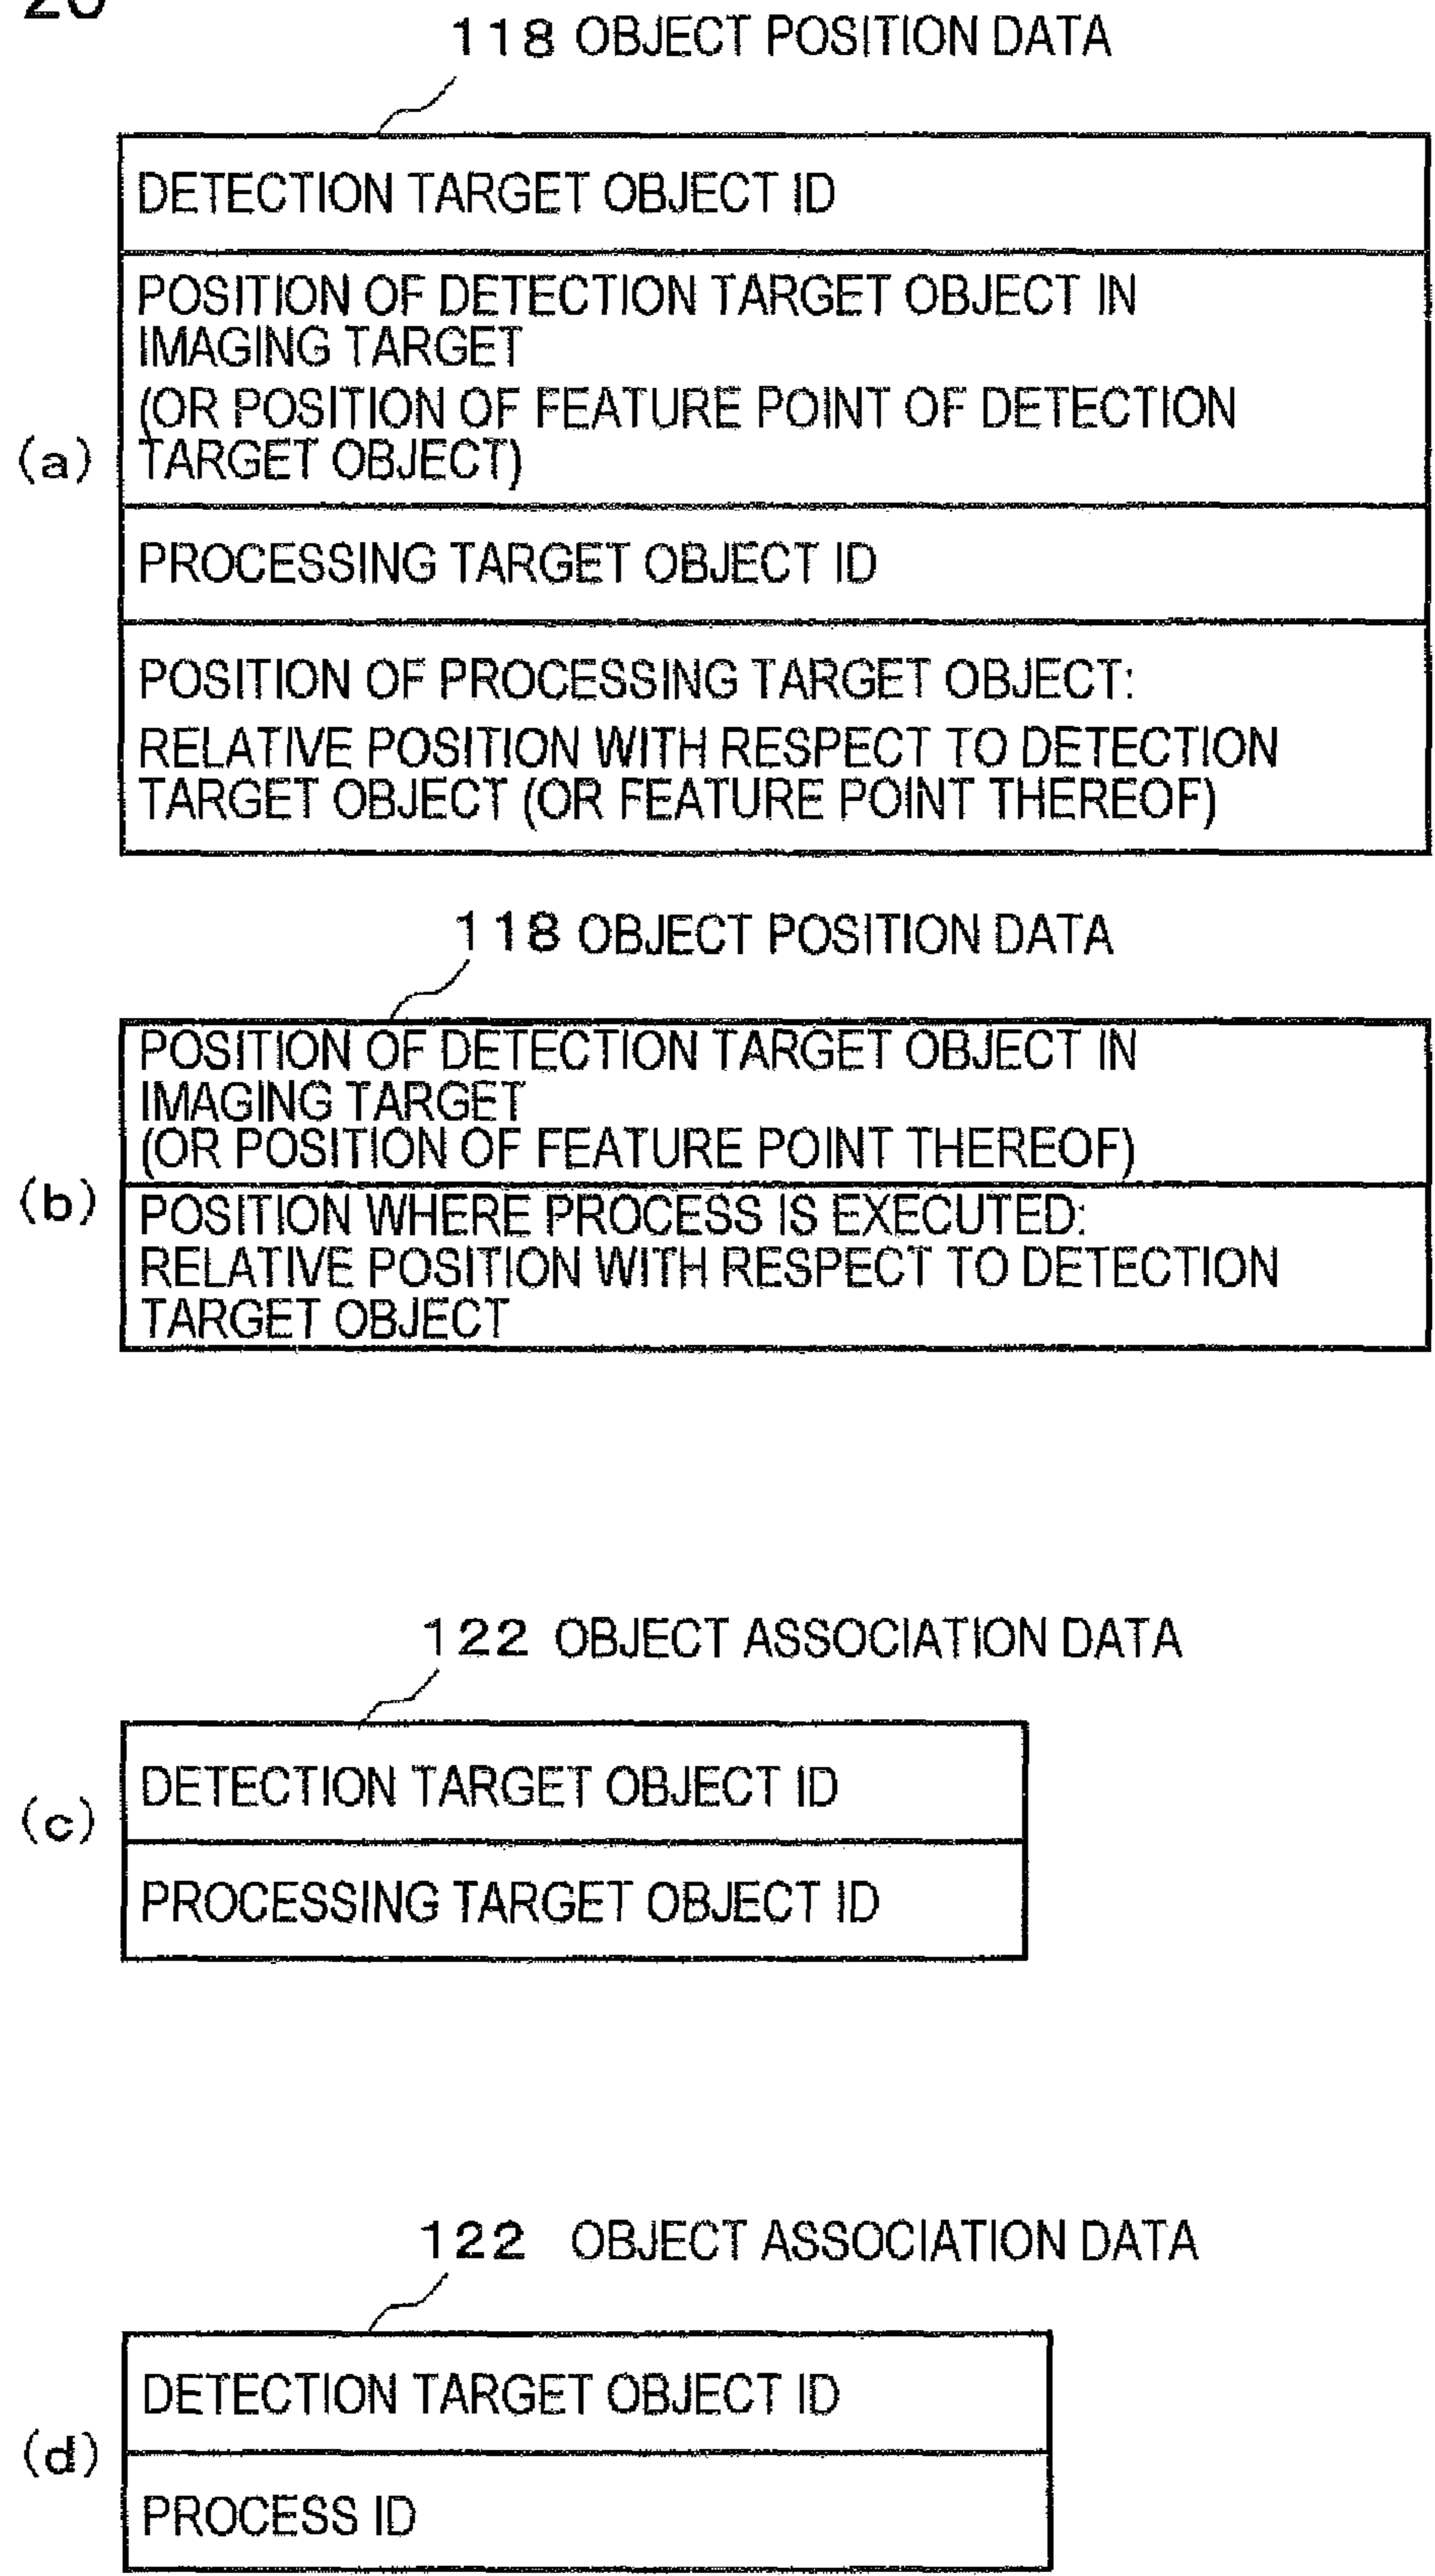 118 OBJECT POSITION DATA
(a)
DETECTION TARGET OBJECT ID
POSITION OF DETECTION TARGET OBJECT IN
IMAGING TARGET
(OR POSITION OF FEATURE POINT OF DETECTION
TARGET OBJECT)
PROCESSING TARGET OBJECT ID
POSITION OF PROCESSING TARGET OBJECT:
RELATIVE POSITION WITH RESPECT TO DETECTION
TARGET OBJECT (OR FEATURE POINT THEREOF)
118 OBJECT POSITION DATA
(b)
POSITION OF DETECTION TARGET OBJECT IN
IMAGING TARGET
(OR POSITION OF FEATURE POINT THEREOF)
POSITION WHERE PROCESS IS EXECUTED:
RELATIVE POSITION WITH RESPECT TO DETECTION
TARGET OBJECT
122 OBJECT ASSOCIATION DATA
(c)
DETECTION TARGET OBJECT ID
PROCESSING TARGET OBJECT ID
122 OBJECT ASSOCIATION DATA
(d)
DETECTION TARGET OBJECT ID
PROCESS ID